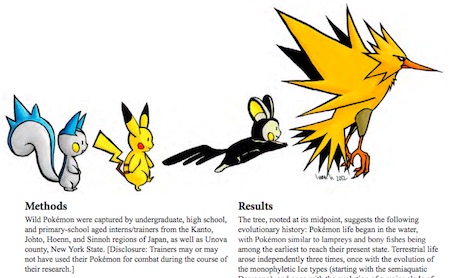 Methods
Wild Pokémon were captured by undergraduate, high school,
and primary-school aged interns/trainers from the Kanto,
Johto, Hoenn, and Sinnoh regions of Japan, as well as Unova
county, New York State. [Disclosure: Trainers may or may
not have used their Pokémon for combat during the course of
their research.]
Results
The tree, rooted at its midpoint, suggests the following
evolutionary history: Pokémon life began in the water,
with Pokémon similar to lampreys and bony fishes being
among the earliest to reach their present state. Terrestrial life
arose independently three times, once with the evolution of
the monophyletic Ice types (starting with the semiaquatic
2012